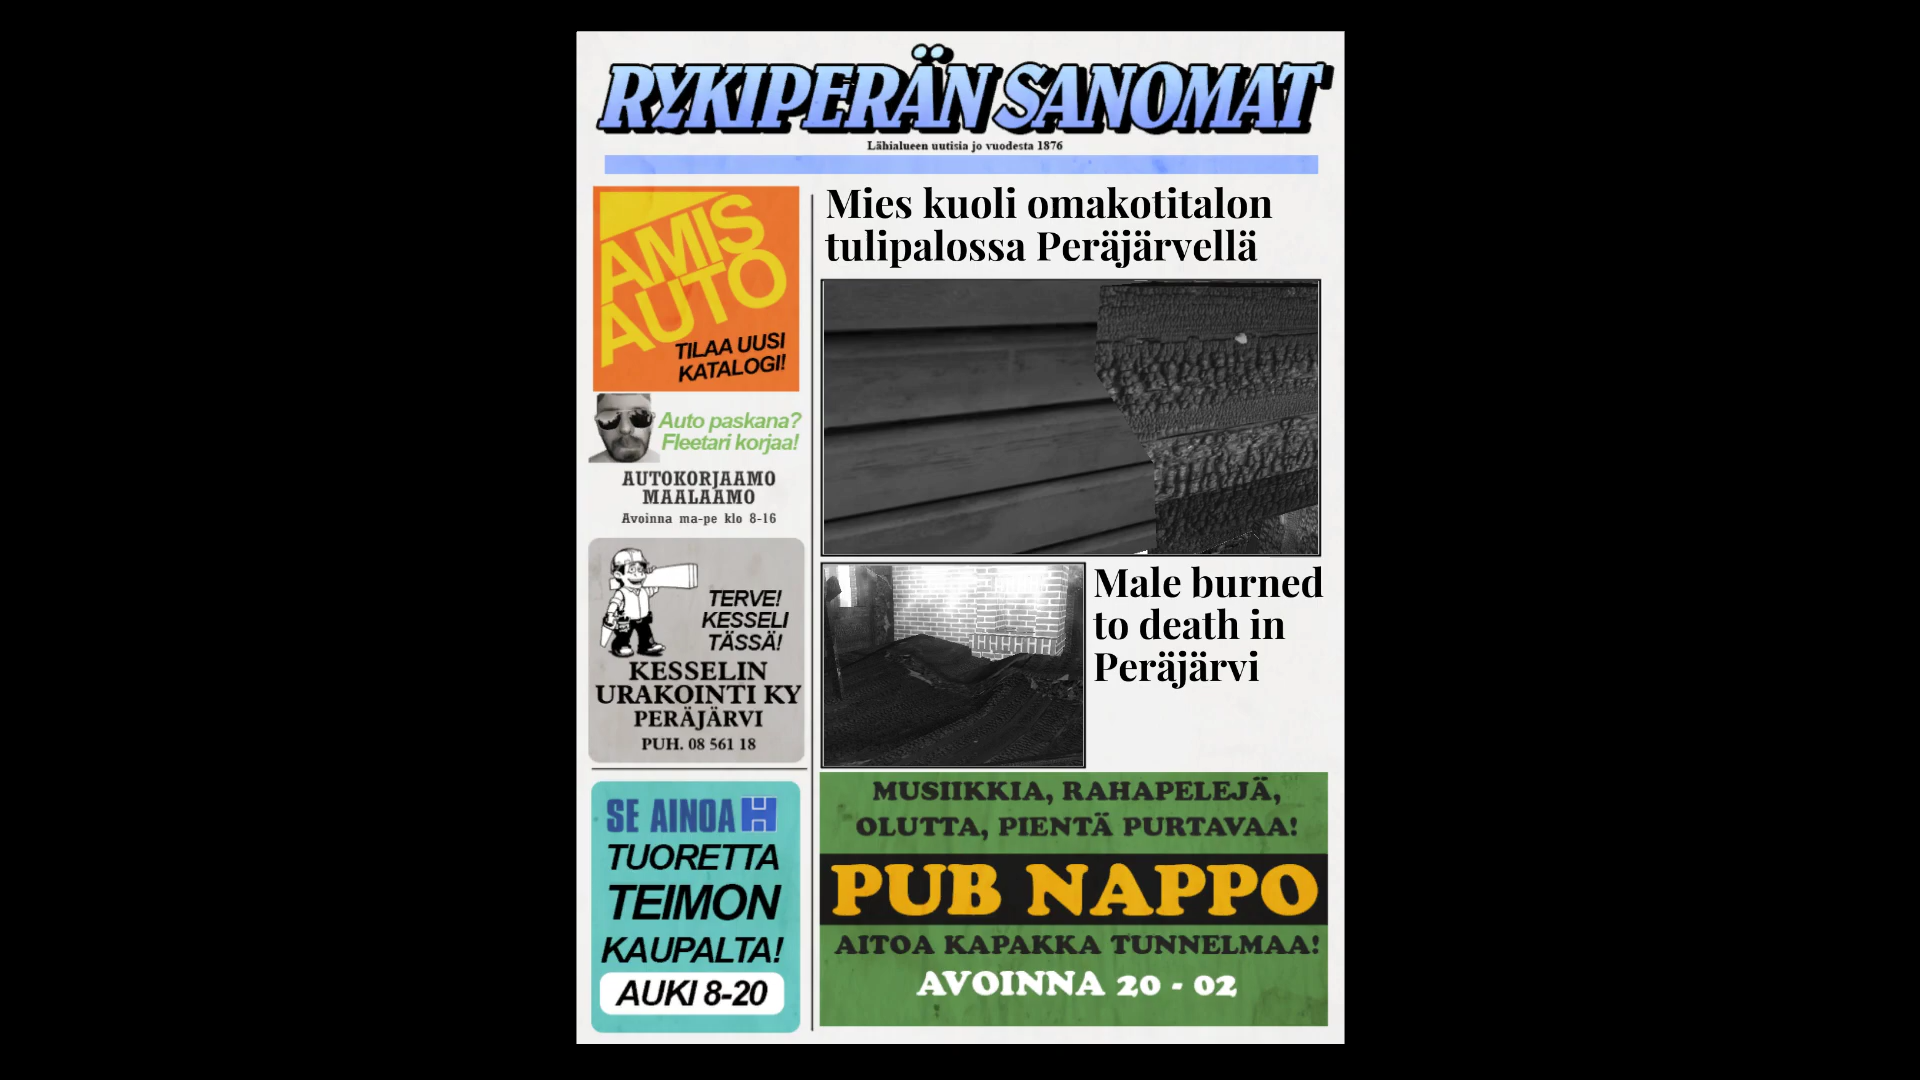 RYKIPERÄN SANOMAT
Lähialueen uutisia jo vuodesta 1876
AMIS
AUTO
TILAA UUSI
KATALOGI!
Auto paskana?
Fleetari korjaa!
AUTOKORJAAMO
MAALAAMO
Avoinna ma-pe klo 8-16
TERVE!
KESSELI
TÄSSÄ!
KESSELIN
URAKOINTI KY
PERÄJÄRVI
PUH. 08 561 18
SE AINOA H
TUORETTA
TEIMON
KAUPALTA!
AUKI 8-20
Mies kuoli omakotitalon
tulipalossa Peräjärvellä
Male burned
to death in
Peräjärvi
MUSIIKKIA, RAHAPELEJÄ,
OLUTTA, PIENTÄ PURTAVAA!
PUB NAPPO
AITOA KAPAKKA TUNNELMAA!
AVOINNA 20 - 02